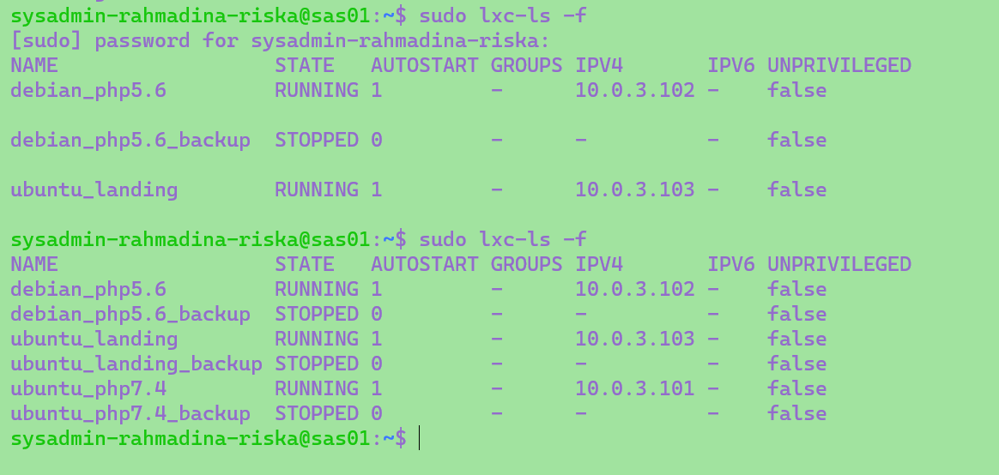 sysadmin-rahmadina-riska@sas01:~$ sudo lxc-ls -f
[sudo] password for sysadmin-rahmadina-riska:
NAME                  STATE   AUTOSTART GROUPS IPV4       IPV6 UNPRIVILEGED
debian_php5.6         RUNNING 1         -      10.0.3.102 -    false
debian_php5.6_backup  STOPPED 0         -      -          -    false
ubuntu_landing        RUNNING 1         -      10.0.3.103 -    false
sysadmin-rahmadina-riska@sas01:~$ sudo lxc-ls -f
NAME                  STATE   AUTOSTART GROUPS IPV4       IPV6 UNPRIVILEGED
debian_php5.6         RUNNING 1         -      10.0.3.102 -    false
debian_php5.6_backup  STOPPED 0         -      -          -    false
ubuntu_landing        RUNNING 1         -      10.0.3.103 -    false
ubuntu_landing_backup STOPPED 0         -      -          -    false
ubuntu_php7.4         RUNNING 1         -      10.0.3.101 -    false
ubuntu_php7.4_backup  STOPPED 0         -      -          -    false
sysadmin-rahmadina-riska@sas01:~$